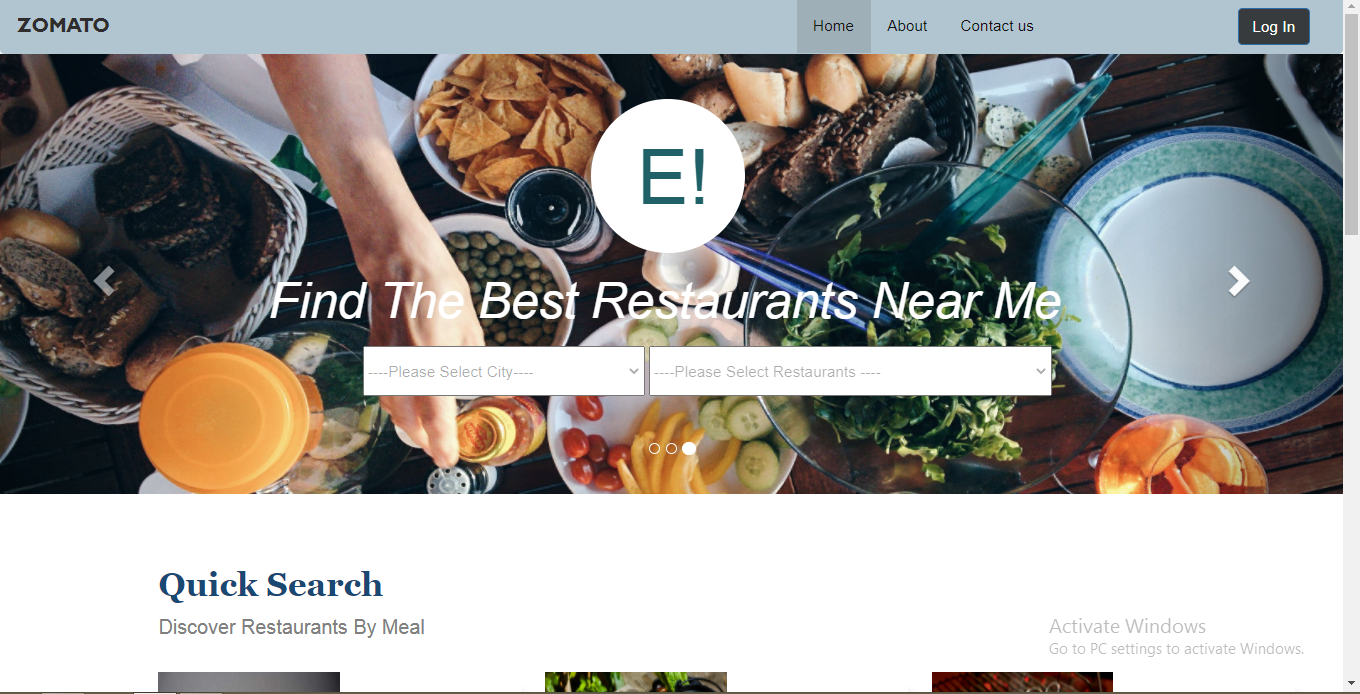 ZOMATO
Home About Contact us
Log In
E!
Find The Best Restaurants Near Me
----Please Select City---- ----Please Select Restaurants ----
Quick Search
Discover Restaurants By Meal
Activate Windows
Go to PC settings to activate Windows.